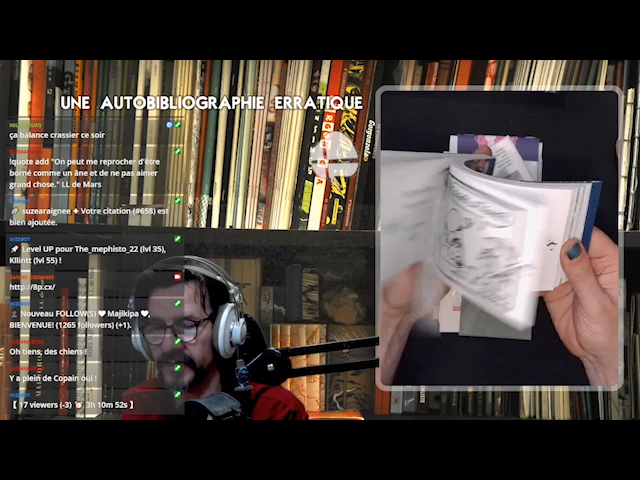 UNE AUTOBIBLIOGRAPHIE ERRATIQUE
ça balance crassier ce soir
!quote add "On peut me reprocher d'être
borné comme un âne et de ne pas aimer
grand chose." LL de Mars
suzearaignee + Votre citation (#658) est
bien ajoutée.
WIZEBOT
Level UP pour The_mephisto_22 (lvl 35),
Kllintt (lvl 55) !
http://8p.cx/
Nouveau FOLLOW(S) ♥ Majikipa ♥,
BIENVENUE! (1265 followers) (+1).
Oh tiens, des chiens !
Y a plein de Copain oui !
WIZEBOT
【 17 viewers (-3) 3h 10m 52s 】